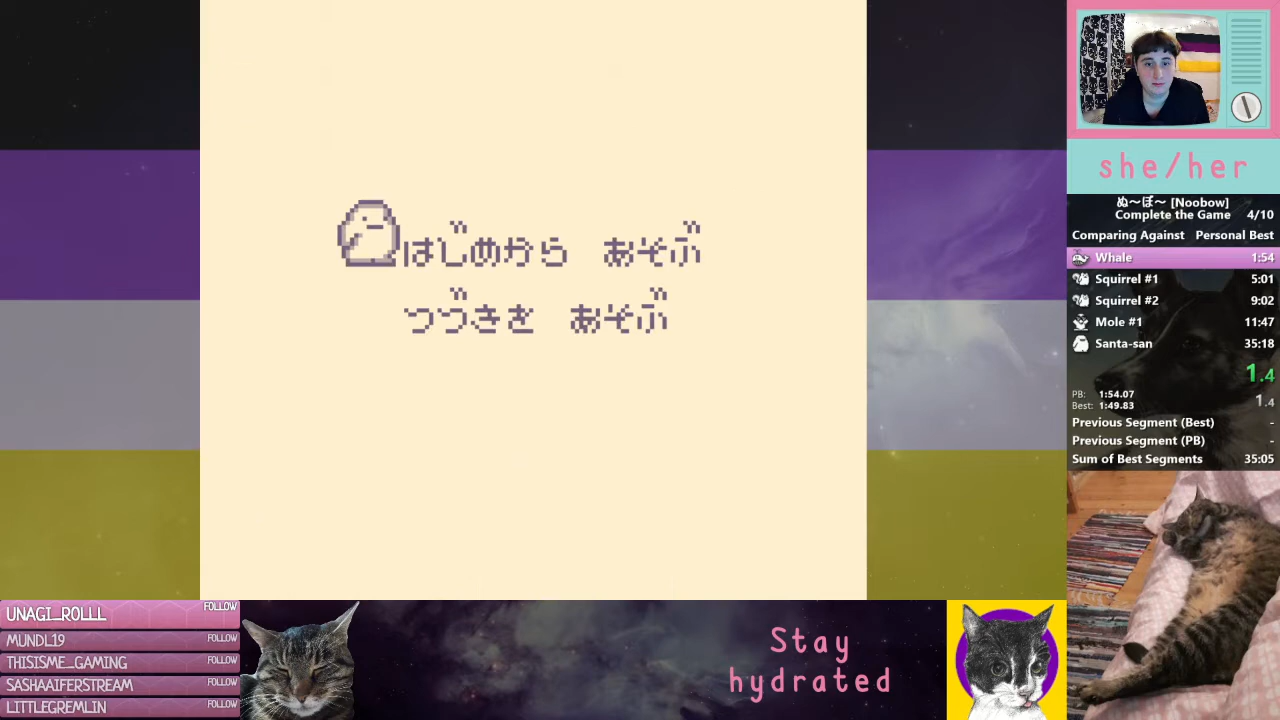 はじめから あそぶ
つづきを あそぶ
she/her
ぬ〜ぼ〜 [Noobow]
Complete the Game 4/10
Comparing Against Personal Best
Whale 1:54
Squirrel #1 5:01
Squirrel #2 9:02
Mole #1 11:47
Santa-san 35:18
1.4
PB: 1:54.07
Best: 1:49.83
1.4
Previous Segment (Best) -
Previous Segment (PB) -
Sum of Best Segments 35:05
UNAGI_ROLLL FOLLOW
MUNDL19 FOLLOW
THISISME_GAMING FOLLOW
SASHAAIFERSTREAM FOLLOW
LITTLEGREMLIN FOLLOW
Stay
hydrated